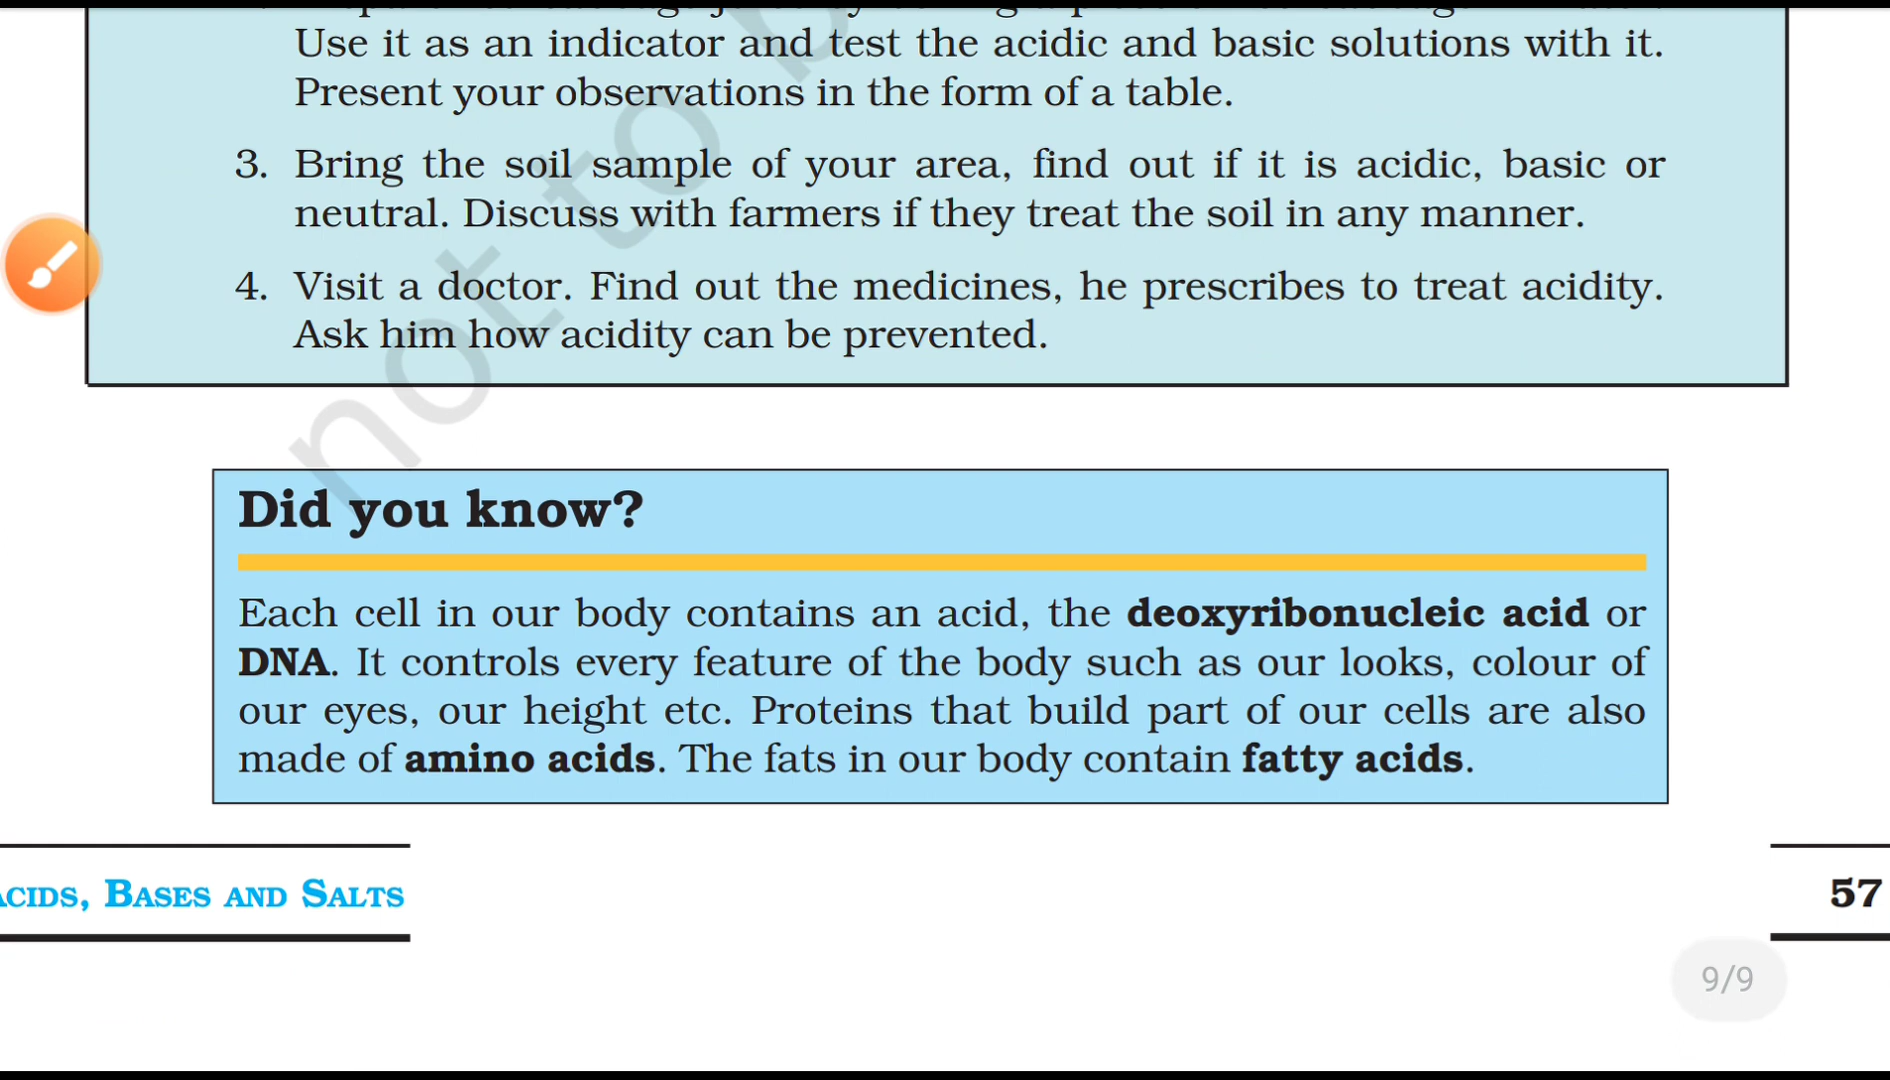 Use it as an indicator and test the acidic and basic solutions with it.
Present your observations in the form of a table.
3. Bring the soil sample of your area, find out if it is acidic, basic or
neutral. Discuss with farmers if they treat the soil in any manner.
4. Visit a doctor. Find out the medicines, he prescribes to treat acidity.
Ask him how acidity can be prevented.
not to b
Did you know?
Each cell in our body contains an acid, the deoxyribonucleic acid or
DNA. It controls every feature of the body such as our looks, colour of
our eyes, our height etc. Proteins that build part of our cells are also
made of amino acids. The fats in our body contain fatty acids.
CIDS, BASES AND SALTS
57
9/9